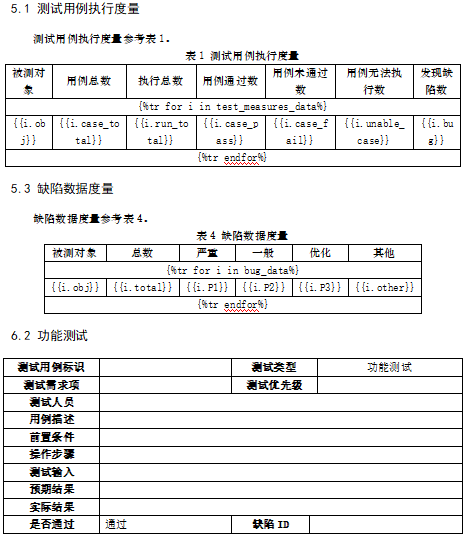 5.1 测试用例执行度量
测试用例执行度量参考表1.
表1 测试用例执行度量
被测对象 用例总数 执行总数 用例通过数 用例未通过数 用例无法执行数 发现缺陷数
{%tr for i in test_measures_data%}
{{i.obj}} {{i.case_total}} {{i.run_total}} {{i.case_pass}} {{i.case_fail}} {{i.unable_case}} {{i.bug}}
{%tr endfor%}
5.3 缺陷数据度量
缺陷数据度量参考表4.
表4 缺陷数据度量
被测对象 总数 严重 一般 优化 其他
{%tr for i in bug_data%}
{{i.obj}} {{i.total}} {{i.P1}} {{i.P2}} {{i.P3}} {{i.other}}
{%tr endfor%}
6.2 功能测试
测试用例标识 测试类型 功能测试
测试需求项 测试优先级
测试人员
用例描述
前置条件
操作步骤
测试输入
预期结果
实际结果
是否通过 通过 缺陷 ID